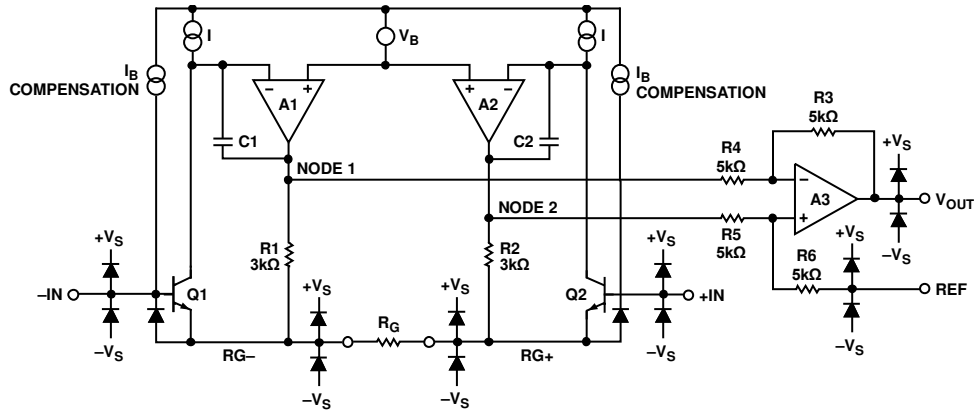 I
V_B
I
I_B
COMPENSATION
I_B
COMPENSATION
−
+
A1
+
−
A2
C1
C2
NODE 1
NODE 2
R1
3kΩ
R2
3kΩ
R3
5kΩ
R4
5kΩ
R5
5kΩ
R6
5kΩ
−
+
A3
+V_S
−V_S
V_OUT
+V_S
−V_S
REF
+V_S
−IN
−V_S
Q1
+V_S
−V_S
RG−
R_G
+V_S
−V_S
RG+
Q2
+V_S
+IN
−V_S